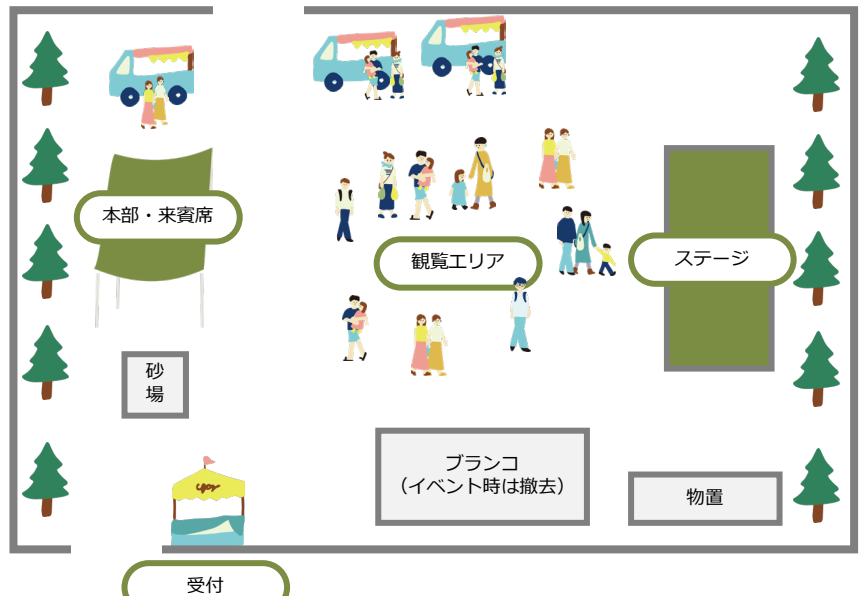 本部・来賓席
観覧エリア
ステージ
砂
場
ブランコ
（イベント時は撤去）
物置
受付